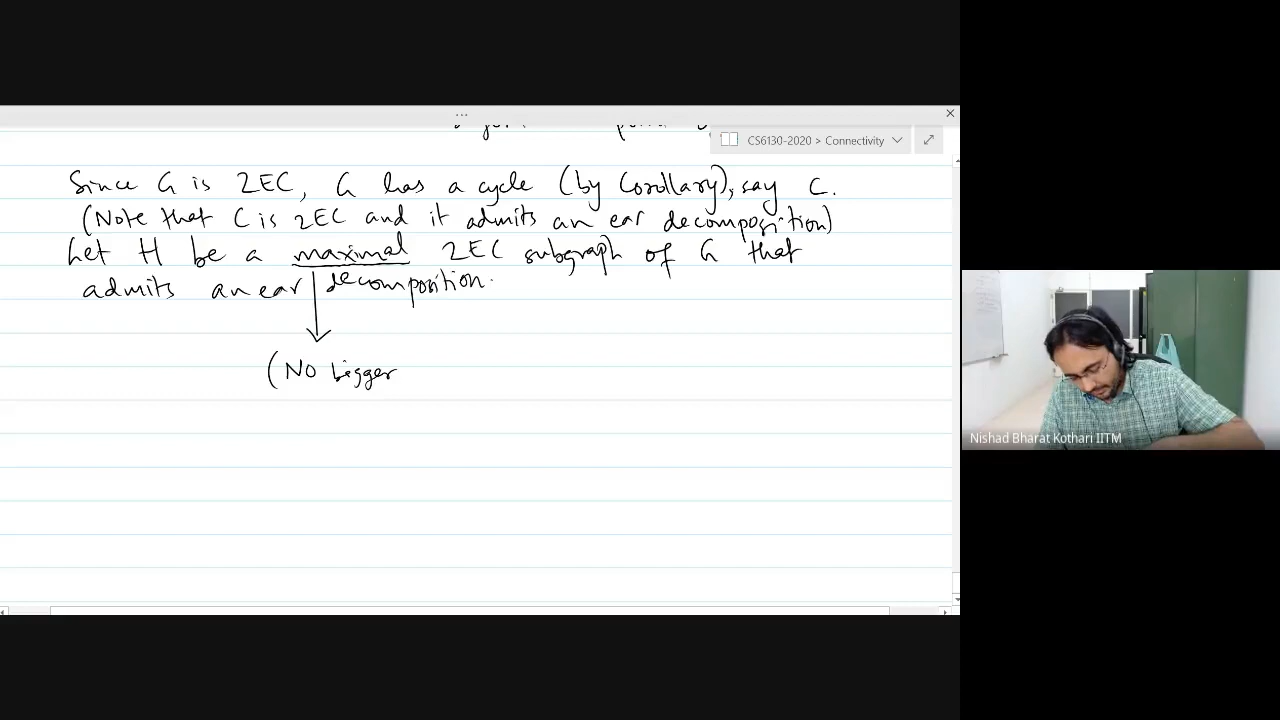 CS6130-2020 > Connectivity
Since G is 2EC, G has a cycle (by Corollary), say C.
(Note that C is 2EC and it admits an ear decomposition)
Let H be a maximal 2EC subgraph of G that
admits an ear decomposition.
(No bigger
Nishad Bharat Kothari IITM